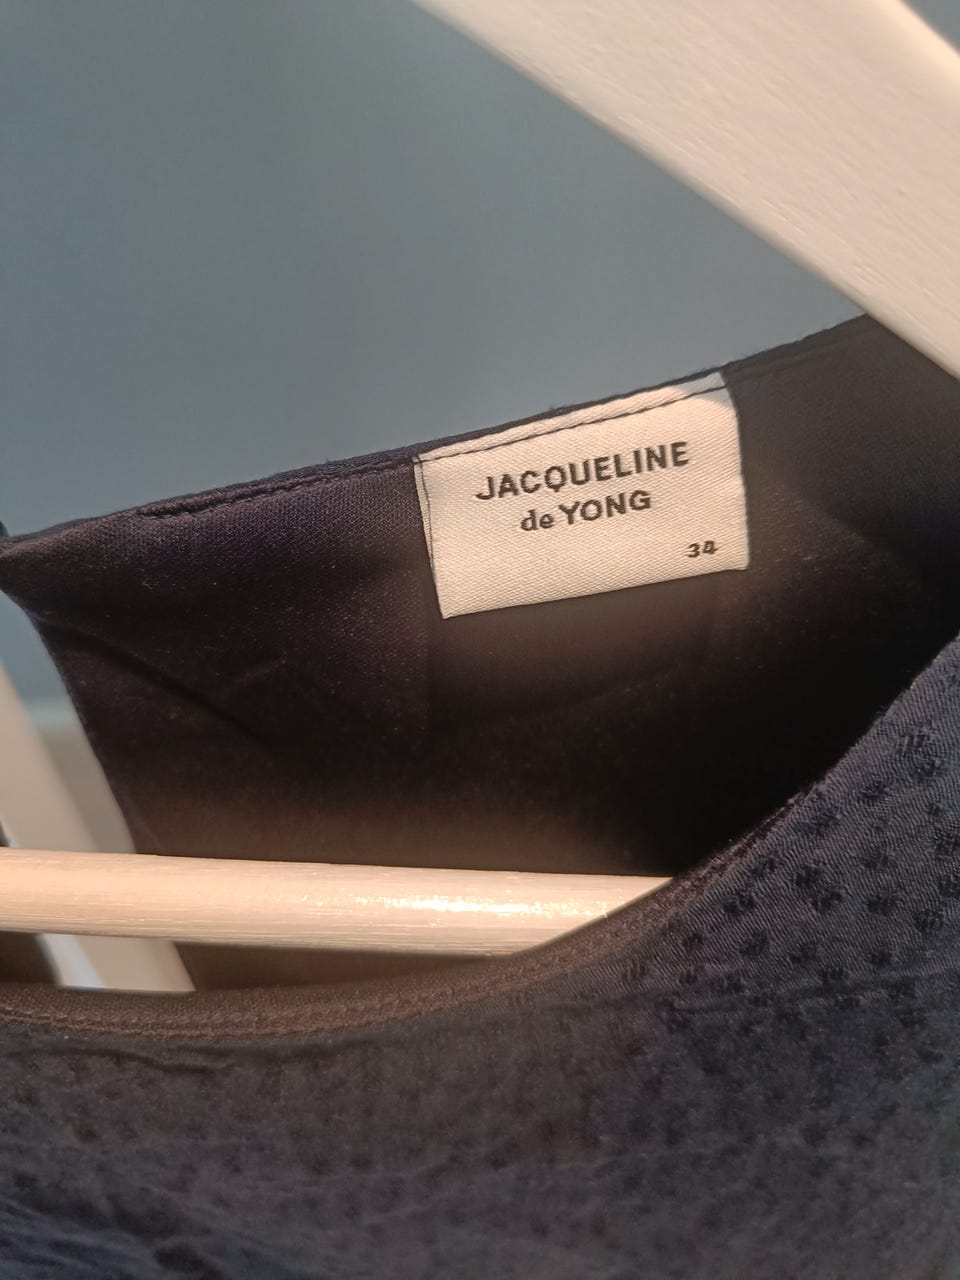 JACQUELINE
de YONG
34